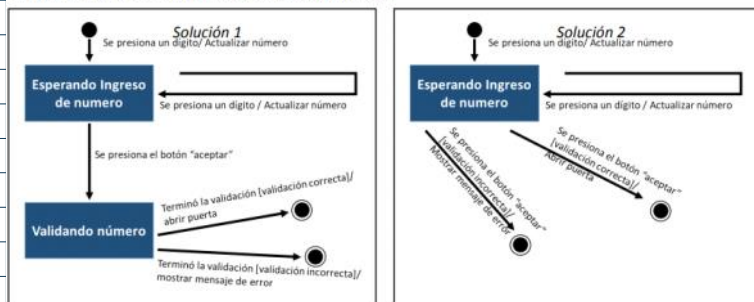 Solución 1
Se presiona un dígito/ Actualizar número
Esperando Ingreso
de numero
Se presiona un dígito / Actualizar número
Se presiona el botón "aceptar"
Validando número
Terminó la validación [validación correcta]/
abrir puerta
Terminó la validación [validación incorrecta]/
mostrar mensaje de error
Solución 2
Se presiona un dígito/ Actualizar número
Esperando Ingreso
de numero
Se presiona un dígito / Actualizar número
Se presiona el botón "aceptar"
[validación correcta]/
Abrir puerta
Se presiona el botón "aceptar"
[validación incorrecta]/
Mostrar mensaje de error